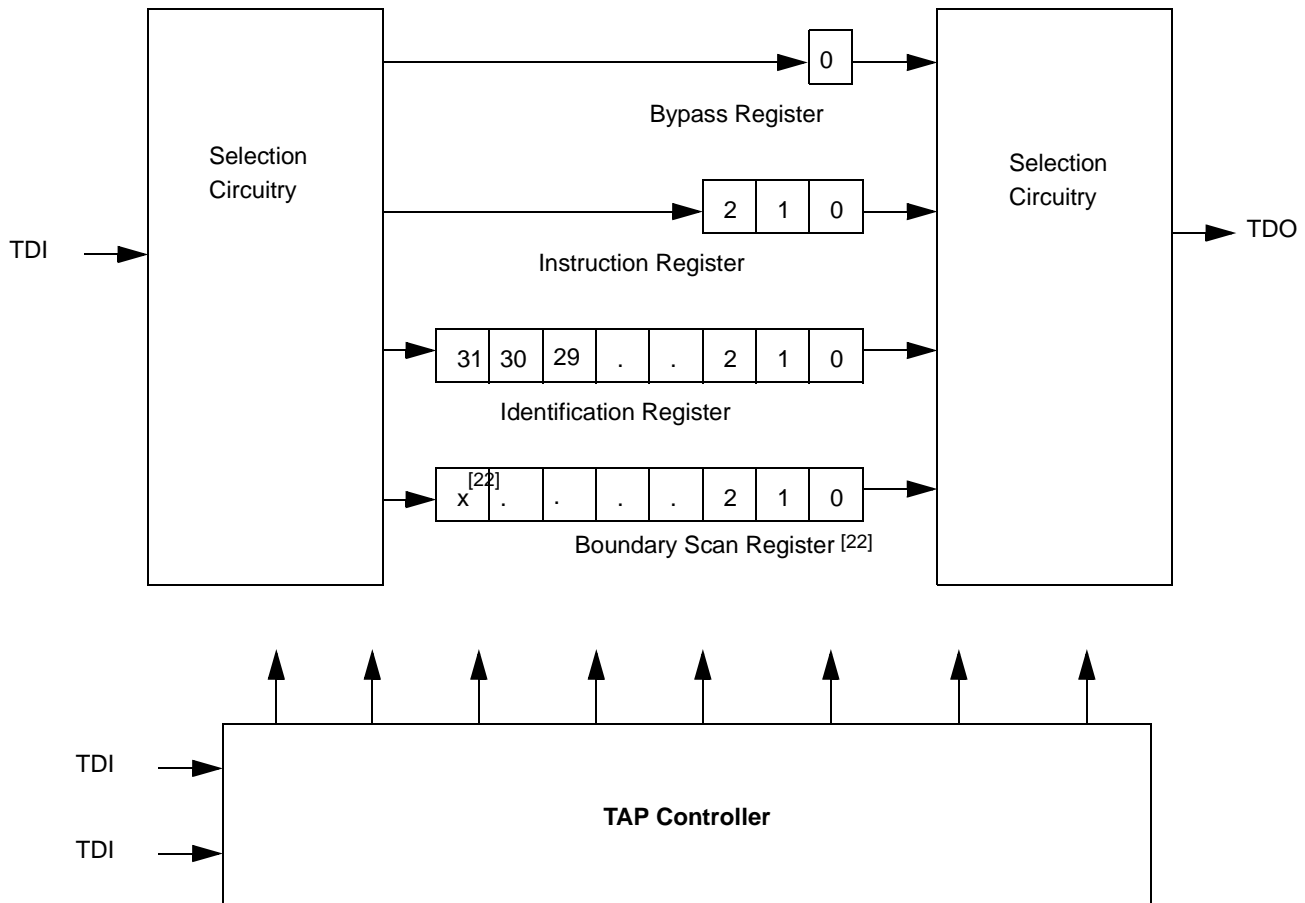 0
Bypass Register
Selection
Circuitry
Selection
Circuitry
2 1 0
TDI
TDO
Instruction Register
31 30 29 . . 2 1 0
Identification Register
x[22] . . . . 2 1 0
Boundary Scan Register [22]
TDI
TAP Controller
TDI